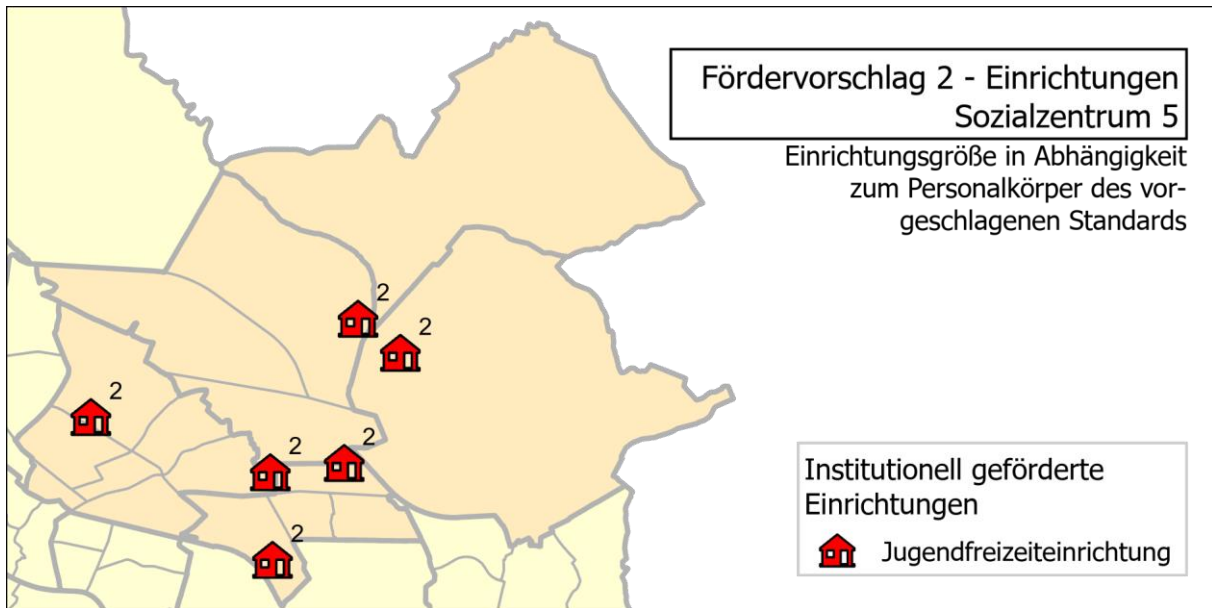 Fördervorschlag 2 - Einrichtungen
Sozialzentrum 5
Einrichtungsgröße in Abhängigkeit
zum Personalkörper des vor-
geschlagenen Standards
2
2
2
2
2
2
Institutionell geförderte
Einrichtungen
Jugendfreizeiteinrichtung